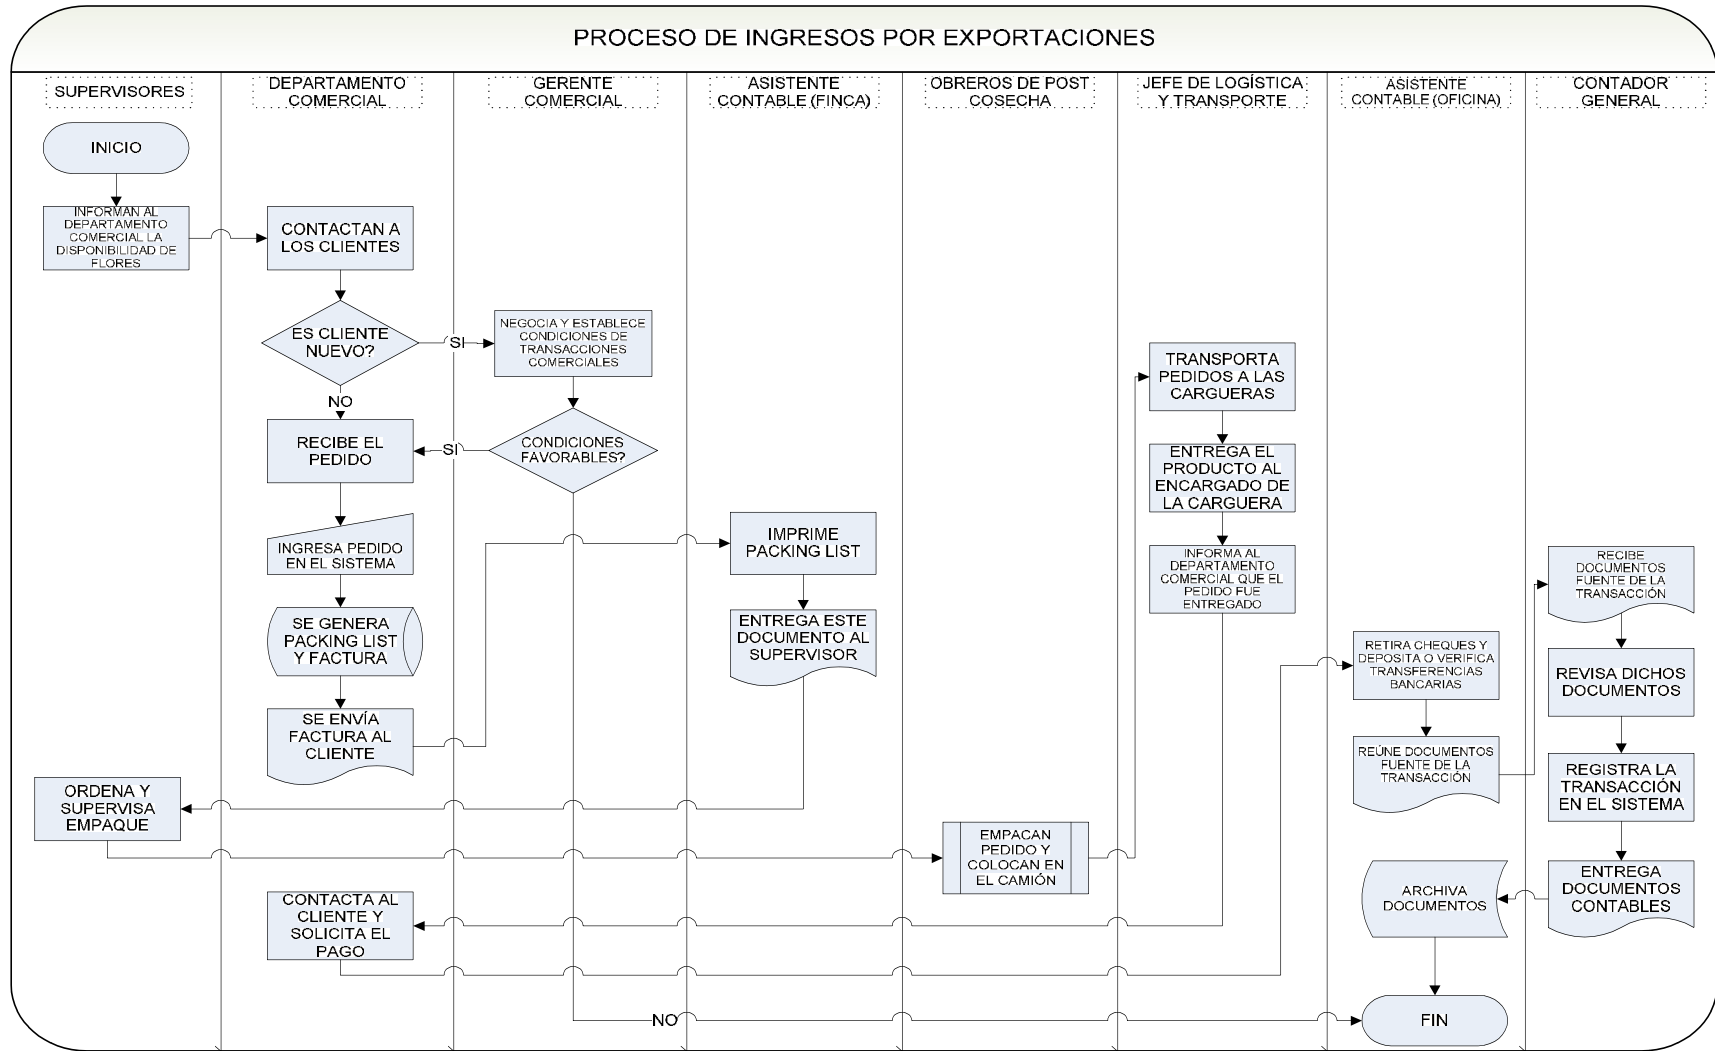 PROCESO DE INGRESOS POR EXPORTACIONES
SUPERVISORES
DEPARTAMENTO
COMERCIAL
GERENTE
COMERCIAL
ASISTENTE
CONTABLE (FINCA)
OBREROS DE POST
COSECHA
JEFE DE LOGÍSTICA
Y TRANSPORTE
ASISTENTE
CONTABLE (OFICINA)
CONTADOR
GENERAL
INICIO
INFORMAN AL
DEPARTAMENTO
COMERCIAL LA
DISPONIBILIDAD DE
FLORES
CONTACTAN A
LOS CLIENTES
ES CLIENTE
NUEVO?
SI
NO
NEGOCIA Y ESTABLECE
CONDICIONES DE
TRANSACCIONES
COMERCIALES
CONDICIONES
FAVORABLES?
SI
RECIBE EL
PEDIDO
INGRESA PEDIDO
EN EL SISTEMA
SE GENERA
PACKING LIST
Y FACTURA
SE ENVÍA
FACTURA AL
CLIENTE
IMPRIME
PACKING LIST
ENTREGA ESTE
DOCUMENTO AL
SUPERVISOR
ORDENA Y
SUPERVISA
EMPAQUE
EMPACAN
PEDIDO Y
COLOCAN EN
EL CAMIÓN
TRANSPORTA
PEDIDOS A LAS
CARGUERAS
ENTREGA EL
PRODUCTO AL
ENCARGADO DE
LA CARGUERA
INFORMA AL
DEPARTAMENTO
COMERCIAL QUE EL
PEDIDO FUE
ENTREGADO
CONTACTA AL
CLIENTE Y
SOLICITA EL
PAGO
RETIRA CHEQUES Y
DEPOSITA O VERIFICA
TRANSFERENCIAS
BANCARIAS
REÚNE DOCUMENTOS
FUENTE DE LA
TRANSACCIÓN
RECIBE
DOCUMENTOS
FUENTE DE LA
TRANSACCIÓN
REVISA DICHOS
DOCUMENTOS
REGISTRA LA
TRANSACCIÓN
EN EL SISTEMA
ENTREGA
DOCUMENTOS
CONTABLES
ARCHIVA
DOCUMENTOS
NO
FIN